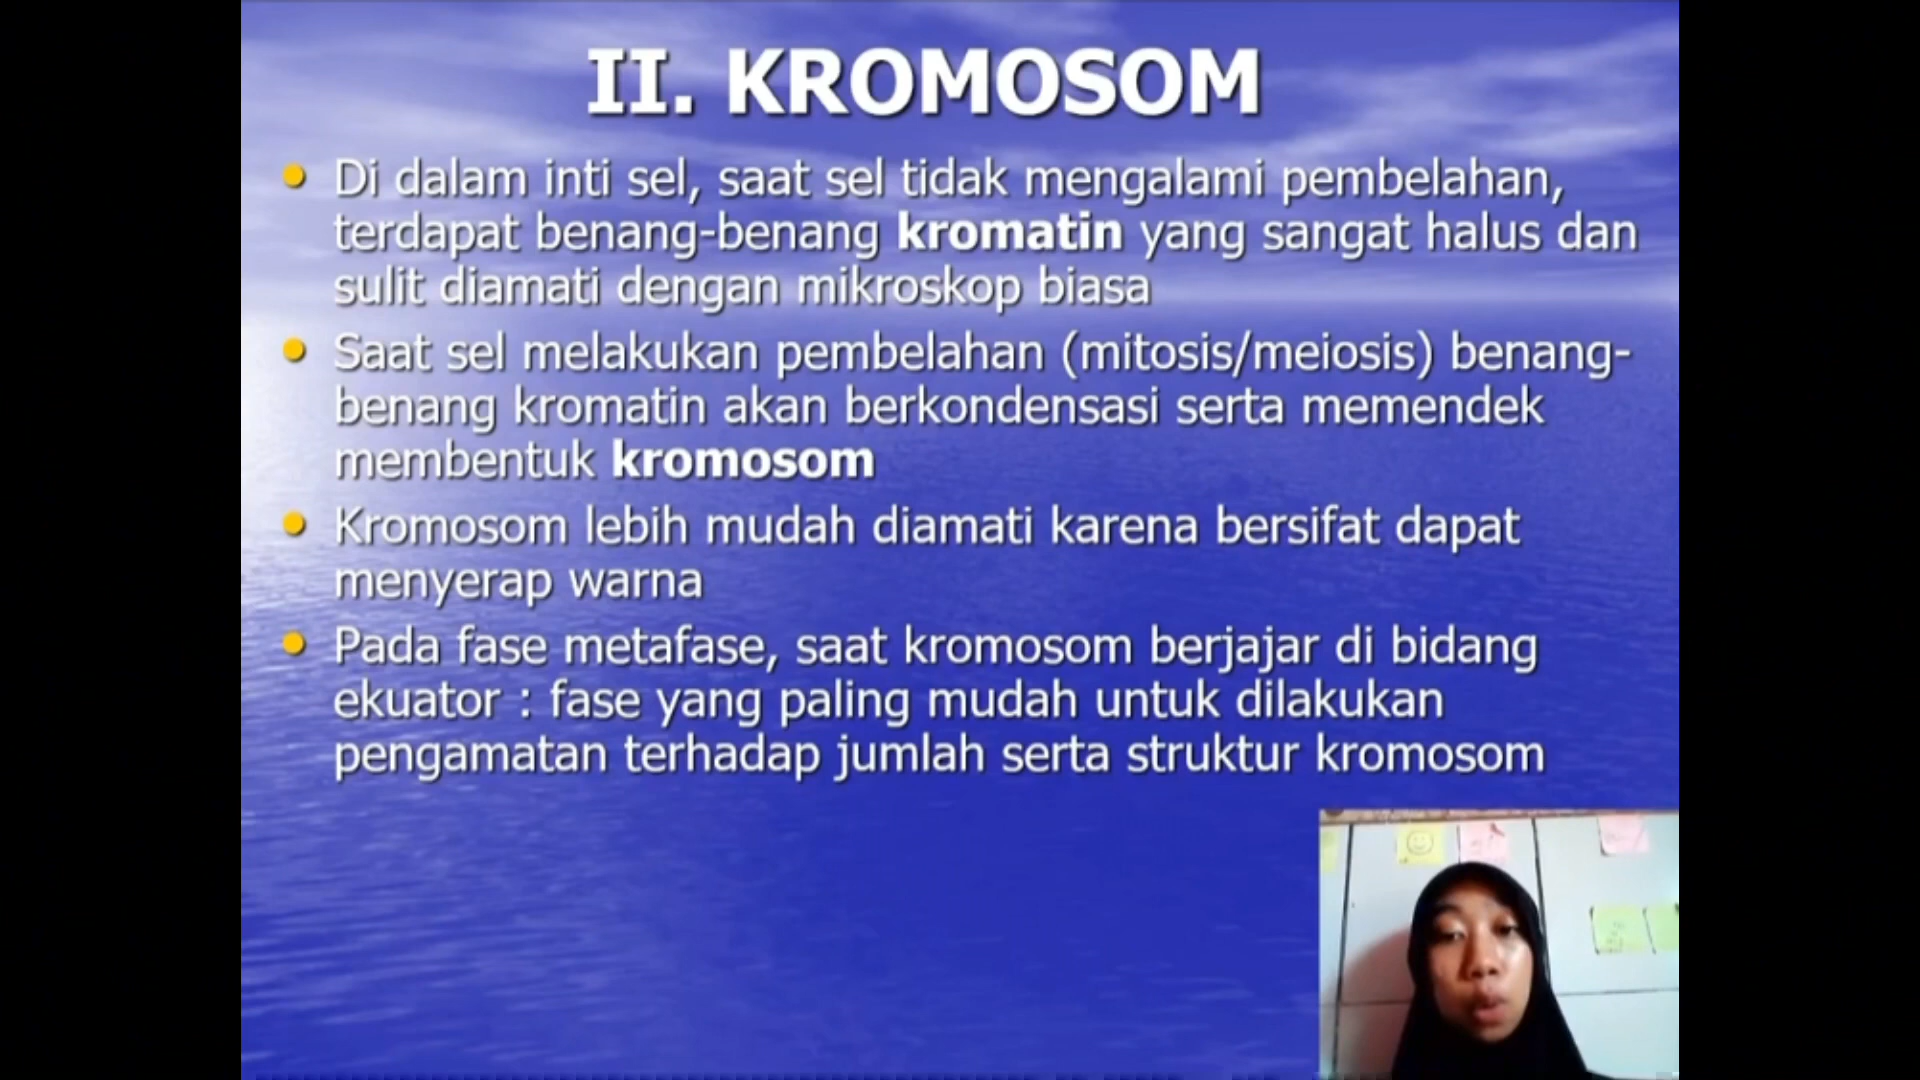 II. KROMOSOM
Di dalam inti sel, saat sel tidak mengalami pembelahan,
terdapat benang-benang kromatin yang sangat halus dan
sulit diamati dengan mikroskop biasa
Saat sel melakukan pembelahan (mitosis/meiosis) benang-
benang kromatin akan berkondensasi serta memendek
membentuk kromosom
Kromosom lebih mudah diamati karena bersifat dapat
menyerap warna
Pada fase metafase, saat kromosom berjajar di bidang
ekuator : fase yang paling mudah untuk dilakukan
pengamatan terhadap jumlah serta struktur kromosom